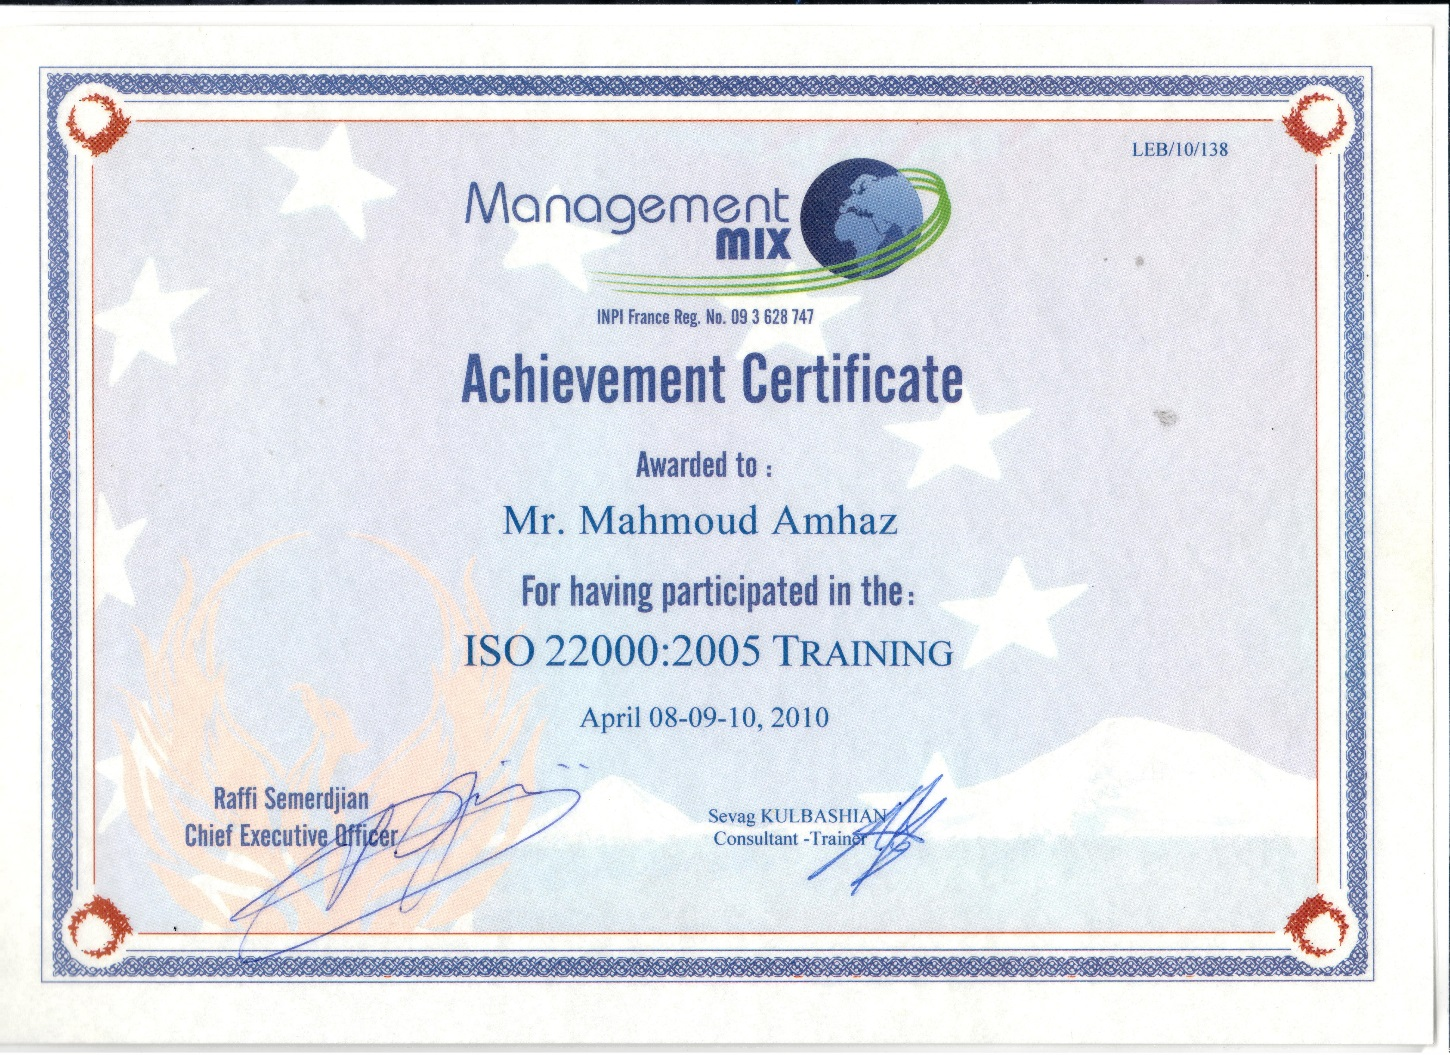 LEB/10/138
Management
MIX
INPI France Reg. No. 09 3 628 747
Achievement Certificate
Awarded to :
Mr. Mahmoud Amhaz
For having participated in the:
ISO 22000:2005 TRAINING
April 08-09-10, 2010
Raffi Semerdjian
Chief Executive Officer
Sevag KULBASHIAN
Consultant -Trainer